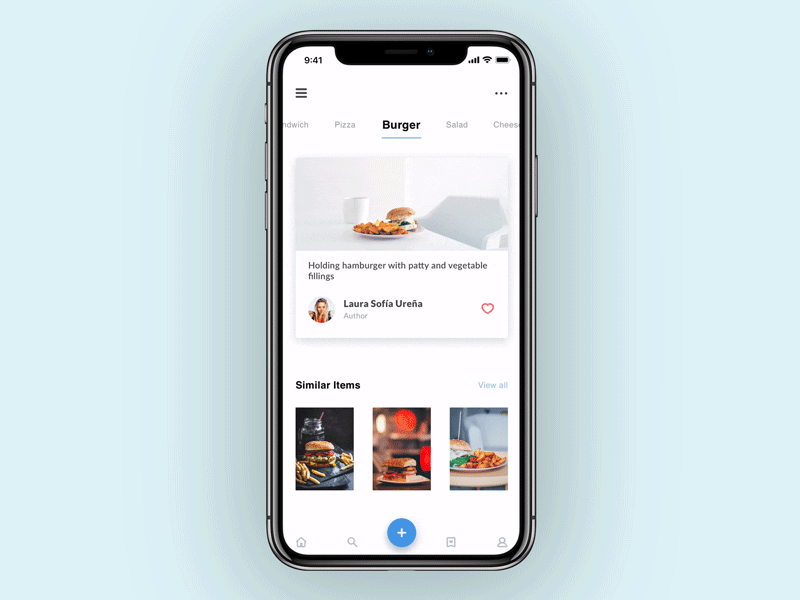 9:41
ndwich Pizza Burger Salad Cheese
Holding hamburger with patty and vegetable
fillings
Laura Sofía Ureña
Author
Similar Items View all